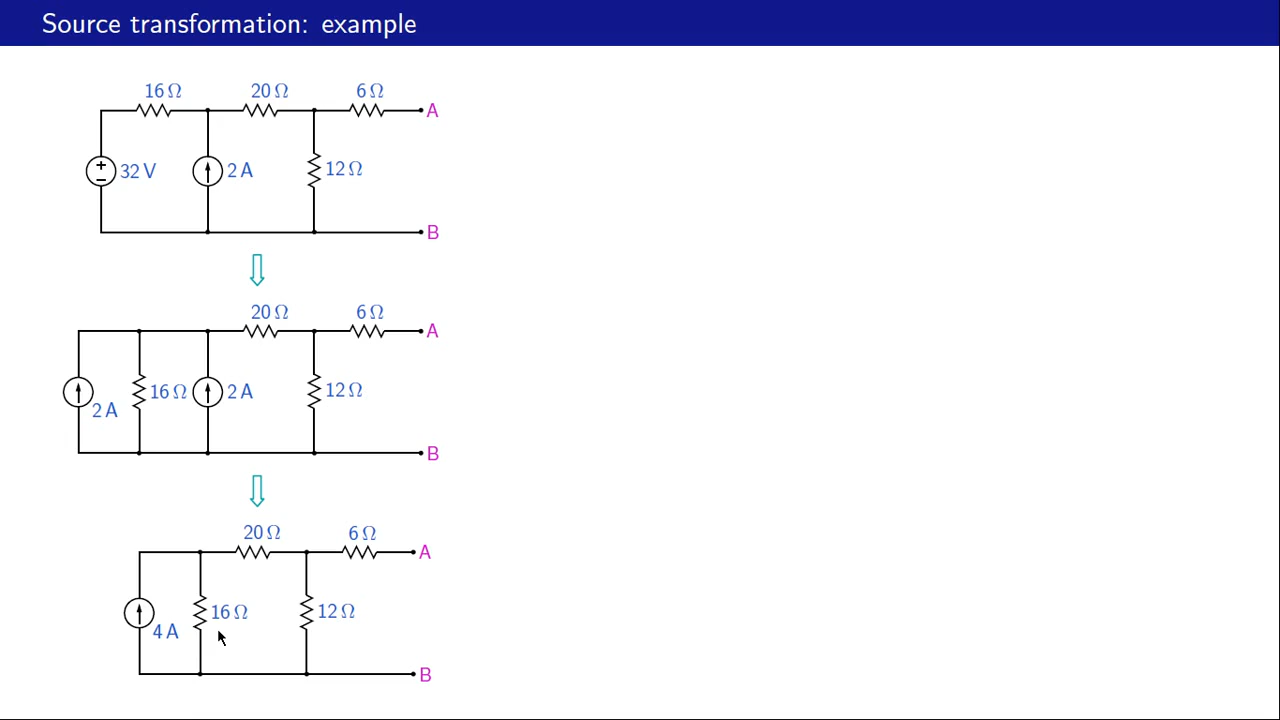 Source transformation: example
16 Ω 20 Ω 6 Ω
A
+
−
32 V 2 A 12 Ω
B
20 Ω 6 Ω
A
16 Ω 2 A 12 Ω
2 A
B
20 Ω 6 Ω
A
16 Ω 12 Ω
4 A
B